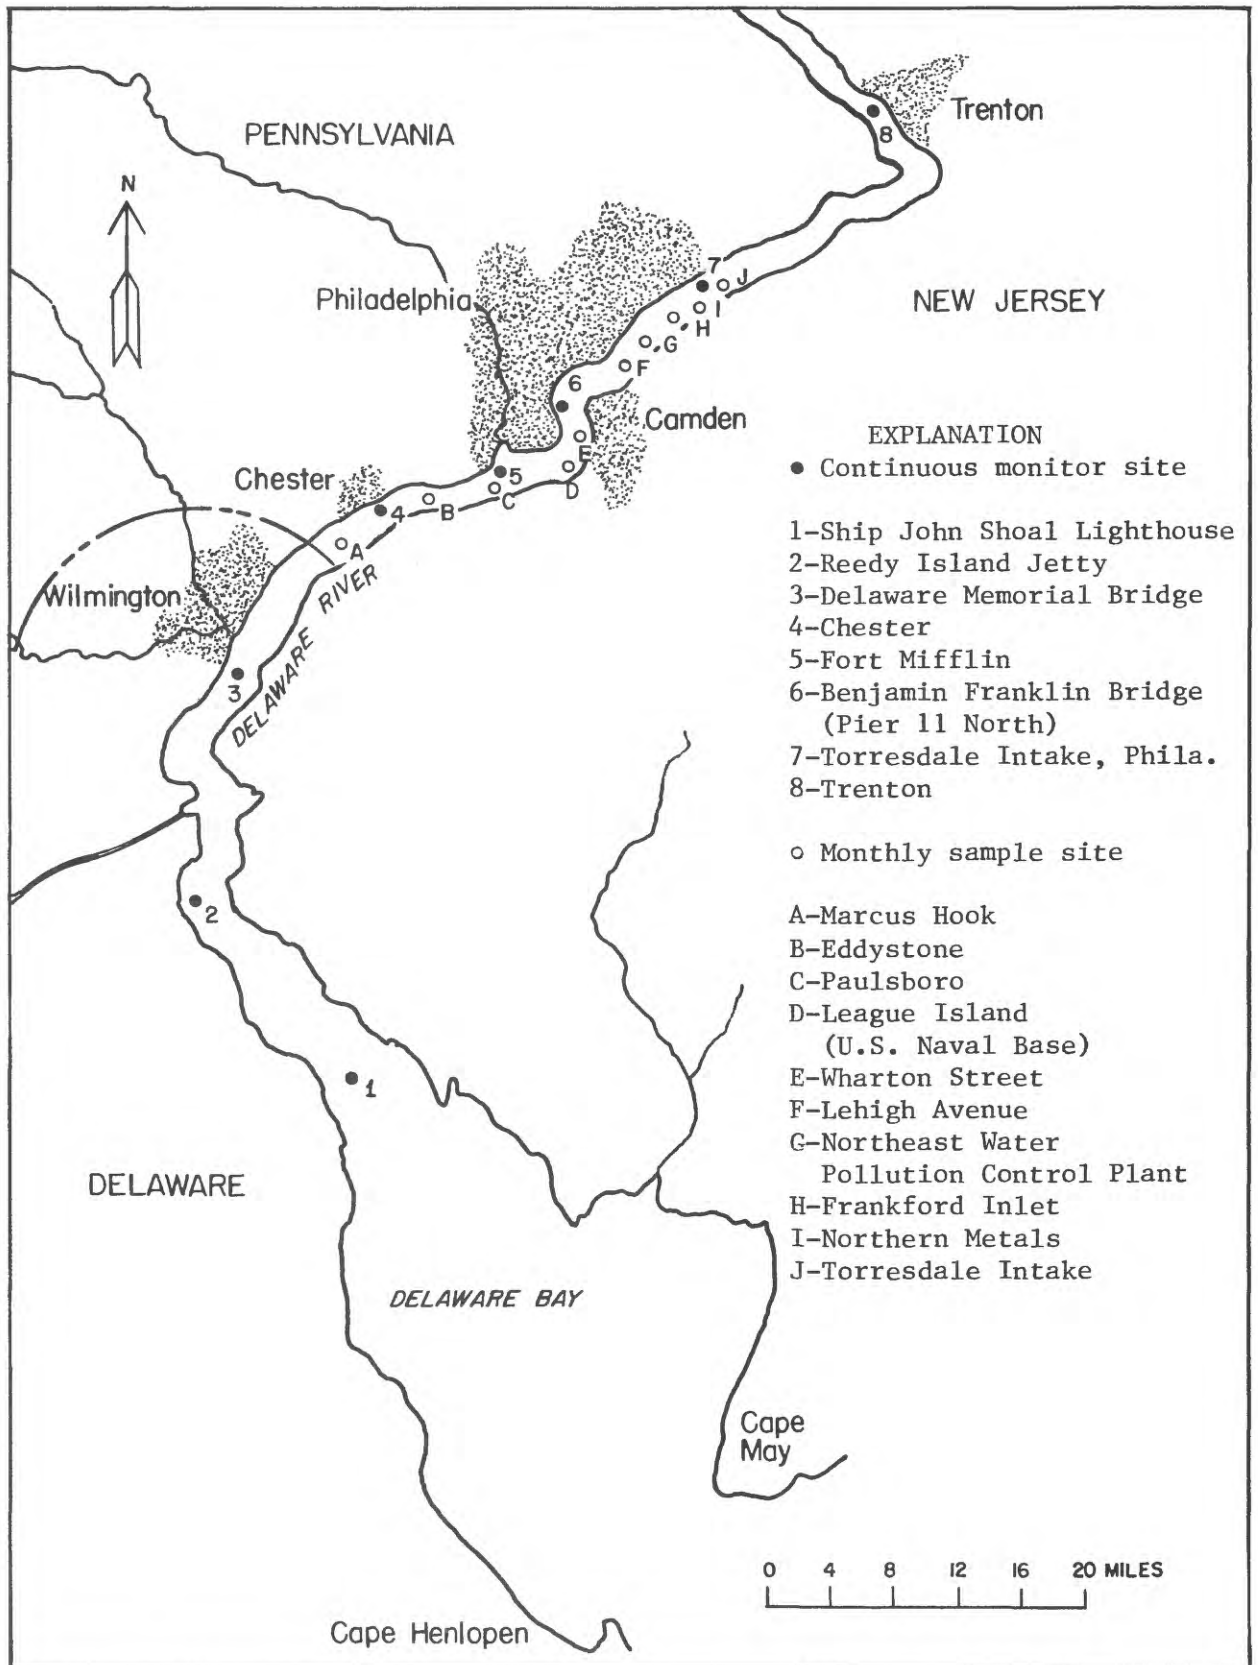 PENNSYLVANIA
Trenton
8
N
Philadelphia
7
J
I
H
G
F
NEW JERSEY
6
Camden
E
D
5
C
B
Chester
4
A
Wilmington
DELAWARE RIVER
3
2
1
DELAWARE
DELAWARE BAY
Cape
May
Cape Henlopen
EXPLANATION
● Continuous monitor site
1-Ship John Shoal Lighthouse
2-Reedy Island Jetty
3-Delaware Memorial Bridge
4-Chester
5-Fort Mifflin
6-Benjamin Franklin Bridge
(Pier 11 North)
7-Torresdale Intake, Phila.
8-Trenton
○ Monthly sample site
A-Marcus Hook
B-Eddystone
C-Paulsboro
D-League Island
(U.S. Naval Base)
E-Wharton Street
F-Lehigh Avenue
G-Northeast Water
Pollution Control Plant
H-Frankford Inlet
I-Northern Metals
J-Torresdale Intake
0 4 8 12 16 20 MILES